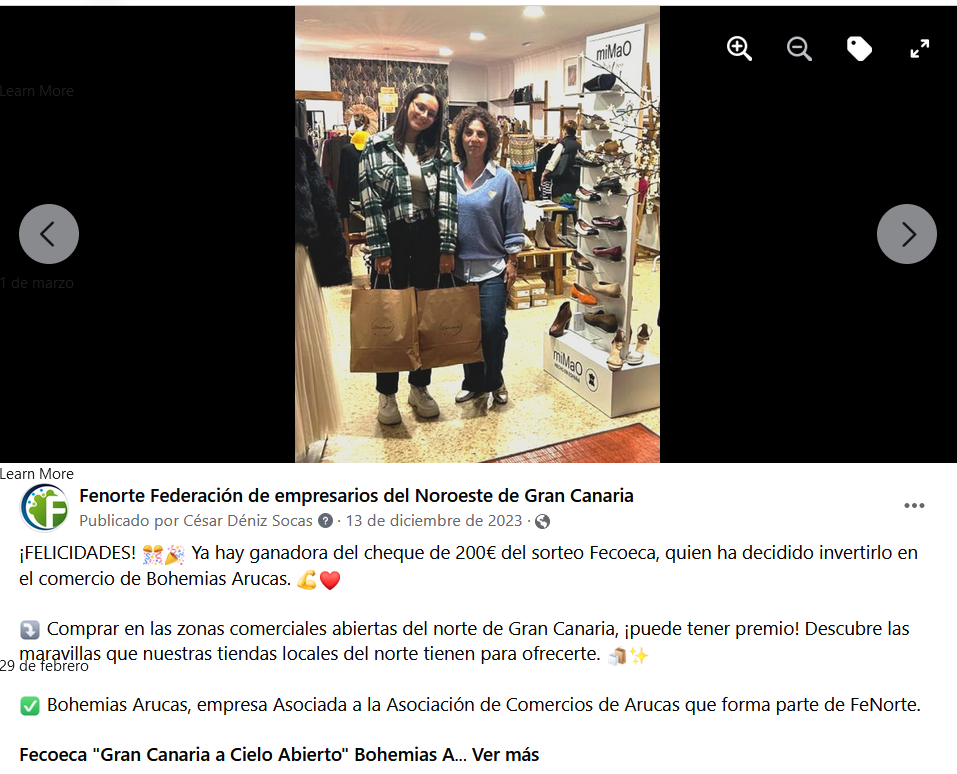 miMaO
Learn More
1 de marzo
miMaO
Learn More
Fenorte Federación de empresarios del Noroeste de Gran Canaria
Publicado por César Déniz Socas · 13 de diciembre de 2023 ·
¡FELICIDADES! 🎊🎉 Ya hay ganadora del cheque de 200€ del sorteo Fecoeca, quien ha decidido invertirlo en
el comercio de Bohemias Arucas. 💪❤️
⤵️ Comprar en las zonas comerciales abiertas del norte de Gran Canaria, ¡puede tener premio! Descubre las
maravillas que nuestras tiendas locales del norte tienen para ofrecerte. 🛍️✨
29 de febrero
✅ Bohemias Arucas, empresa Asociada a la Asociación de Comercios de Arucas que forma parte de FeNorte.
Fecoeca "Gran Canaria a Cielo Abierto" Bohemias A... Ver más